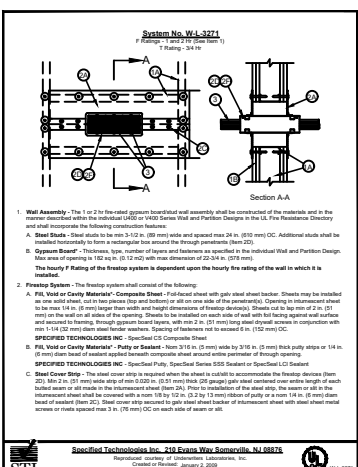 System No. W-L-3271
F Ratings - 1 and 2 Hr (See Item 1)
T Rating - 3/4 Hr
A
2A
1A
2D
2F
3
2C
2A
2D
2F
3
A
1B
1A
Section A-A
1. Wall Assembly - The 1 or 2 hr fire-rated gypsum board/stud wall assembly shall be constructed of the materials and in the
manner described within the individual U400 or V400 Series Wall and Partition Designs in the UL Fire Resistance Directory
and shall incorporate the following construction features:
A. Steel Studs - Steel studs to be min 3-1/2 in. (89 mm) wide and spaced max 24 in. (610 mm) OC. Additional studs shall be
installed horizontally to form a rectangular box around the through penetrants (Item 2D).
B. Gypsum Board* - Thickness, type, number of layers and fasteners as specified in the individual Wall and Partition Design.
Max area of opening is 182 sq in. (0.12 m2) with max dimension of 22-3/4 in. (578 mm).
The hourly F Rating of the firestop system is dependent upon the hourly fire rating of the wall in which it is
installed.
2. Firestop System - The firestop system shall consist of the following:
A. Fill, Void or Cavity Materials* - Composite Sheet - Foil-faced sheet with galv steel sheet backer. Sheets may be installed
as one solid sheet, cut in two pieces (top and bottom) or slit on one side of the penetrant(s). Opening in intumescent sheet
to be max 1/4 in. (6 mm) larger than width and height dimensions of firestop device(s). Sheets cut to lap min of 2 in. (51
mm) on the wall on all sides of the opening. Sheets to be installed on each side of wall with foil facing against wall surface
and secured to framing, through gypsum board layers, with min 2 in. (51 mm) long steel drywall screws in conjunction with
min 1-1/4 (32 mm) diam steel fender washers. Spacing of fasteners not to exceed 6 in. (152 mm) OC.
SPECIFIED TECHNOLOGIES INC - SpecSeal CS Composite Sheet
B. Fill, Void or Cavity Materials* - Putty or Sealant - Nom 3/16 in. (5 mm) wide by 3/16 in. (5 mm) thick putty strips or 1/4 in.
(6 mm) diam bead of sealant applied beneath composite sheet around entire perimeter of through opening.
SPECIFIED TECHNOLOGIES INC - SpecSeal Putty, SpecSeal Series SSS Sealant or SpecSeal LCI Sealant
C. Steel Cover Strip - The steel cover strip is required when the sheet is cut/slit to accommodate the firestop devices (Item
2D). Min 2 in. (51 mm) wide strip of min 0.020 in. (0.51 mm) thick (26 gauge) galv steel centered over entire length of each
butted seam or slit made in the intumescent sheet (Item 2A). Prior to installation of the steel strip, the seam or slit in the
intumescent sheet shall be covered with a nom 1/8 by 1/2 in. (3.2 by 13 mm) ribbon of putty or a nom 1/4 in. (6 mm) diam
bead of sealant (Item 2C). Steel cover strip secured to galv steel sheet backer of intumescent sheet with steel sheet metal
screws or rivets spaced max 3 in. (76 mm) OC on each side of seam or slit.
Specified Technologies Inc. 210 Evans Way Somerville, NJ 08876
Reproduced courtesy of Underwriters Laboratories, Inc.
Created or Revised: January 2, 2009
STI
UL